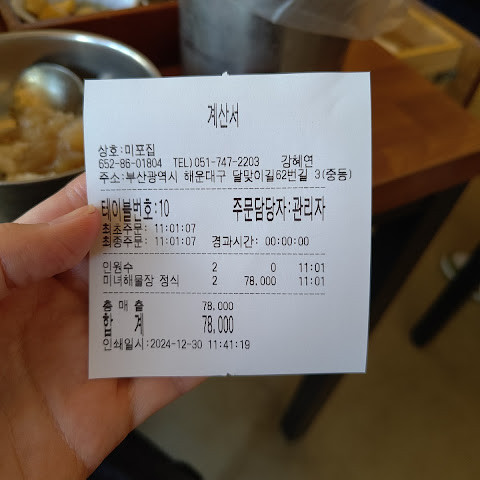 계산서
상호:미포집
652-86-01804 TEL)051-747-2203 강혜연
주소:부산광역시 해운대구 달맞이길62번길 3(중동)
테이블번호:10 주문담당자:관리자
최초주문: 11:01:07
최종주문: 11:01:07 경과시간: 00:00:00
인원수 2 0 11:01
미녀해물장 정식 2 78,000 11:01
총 매 출 78,000
합 계 78,000
인쇄일시:2024-12-30 11:41:19